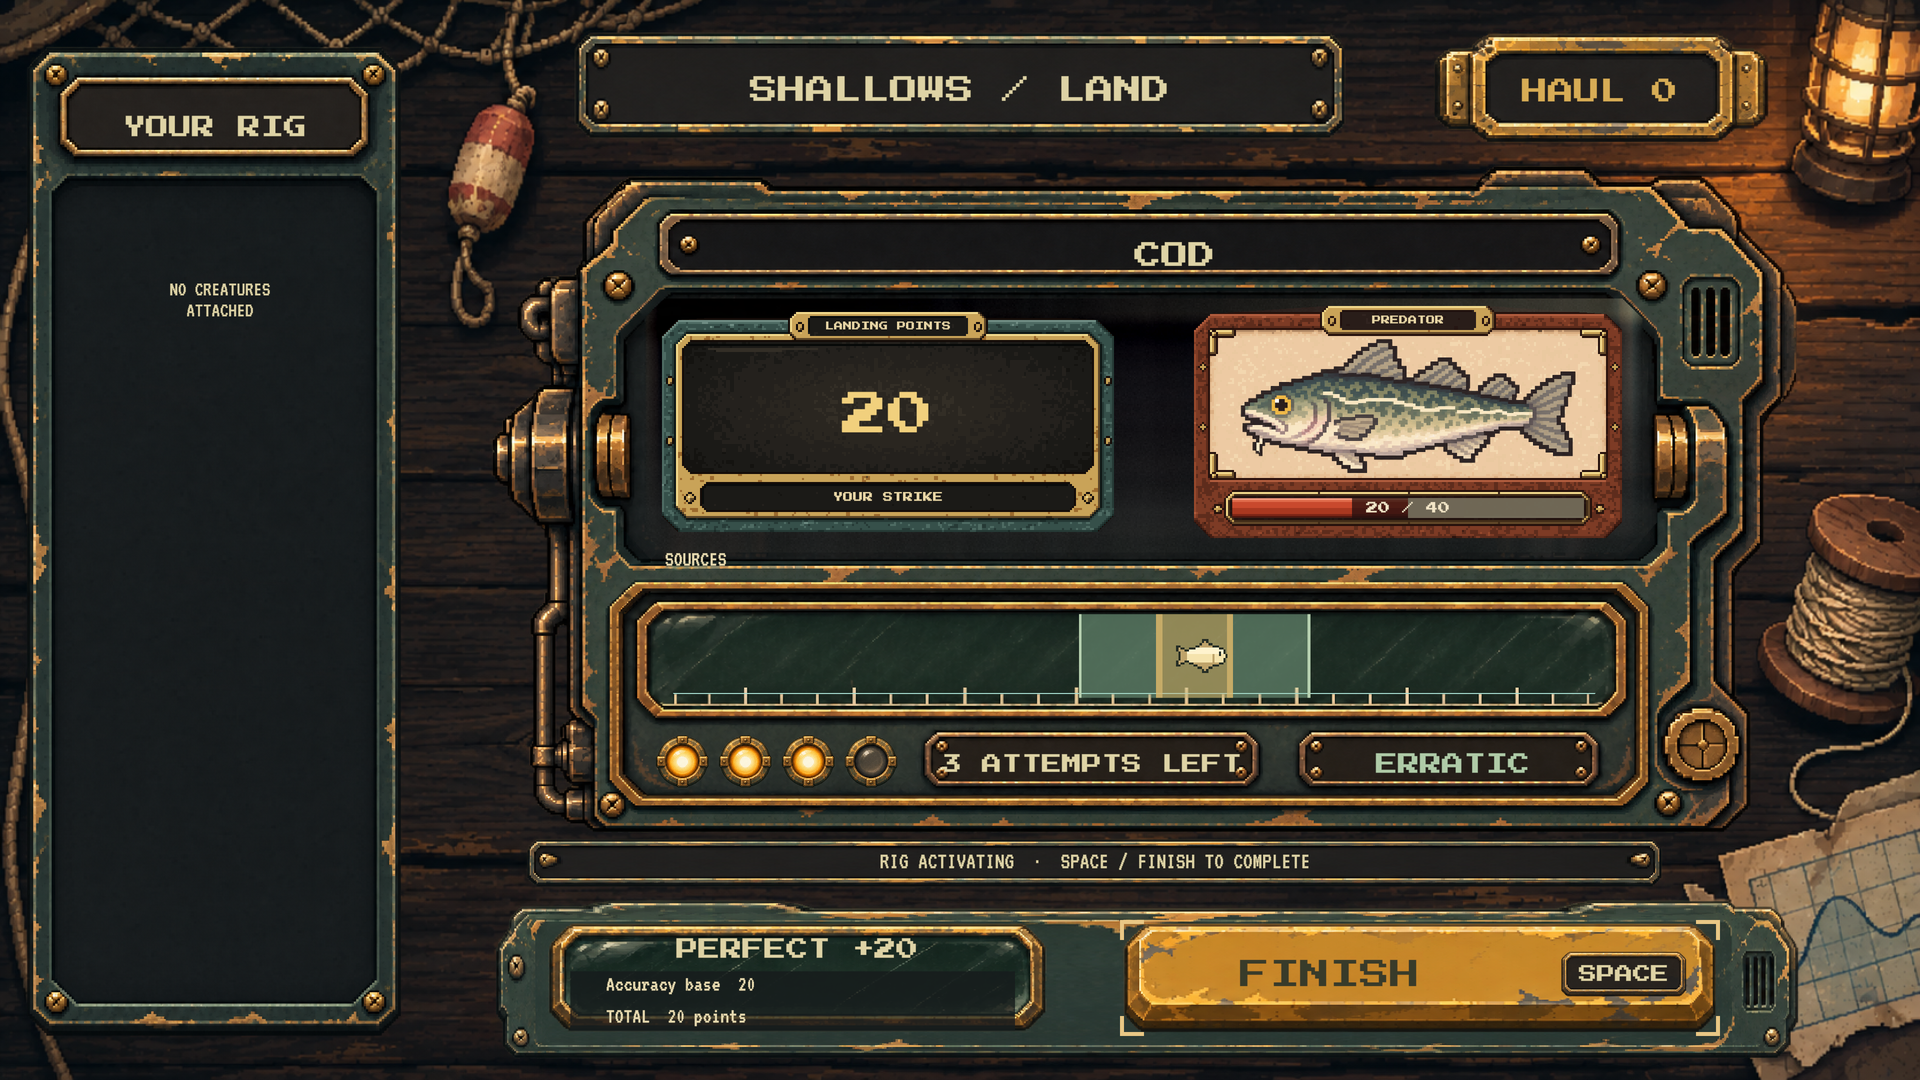 YOUR RIG
NO CREATURES
ATTACHED
SHALLOWS / LAND
HAUL 0
COD
LANDING POINTS
20
YOUR STRIKE
PREDATOR
20 / 40
SOURCES
3 ATTEMPTS LEFT
ERRATIC
RIG ACTIVATING · SPACE / FINISH TO COMPLETE
PERFECT +20
Accuracy base 20
TOTAL 20 points
FINISH
SPACE